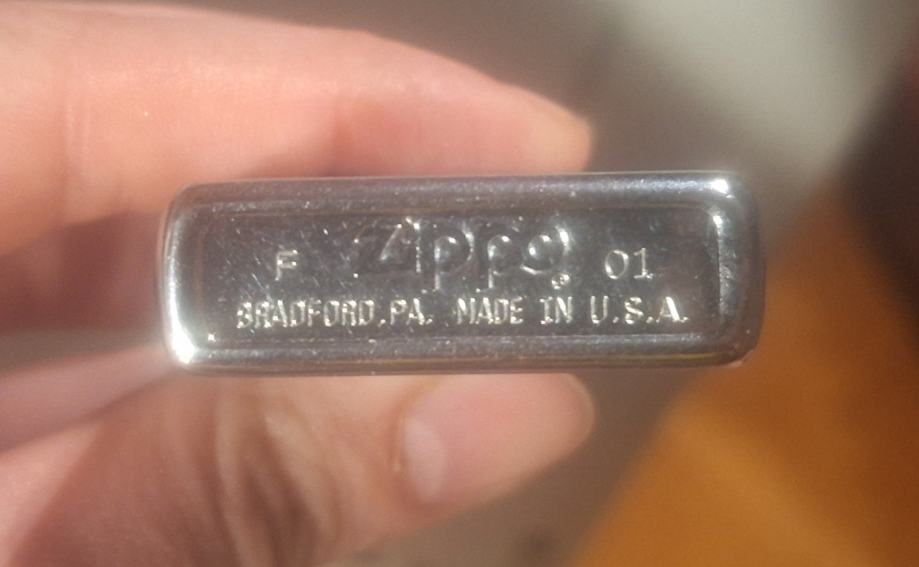 F Zippo® 01
BRADFORD,PA. MADE IN U.S.A.